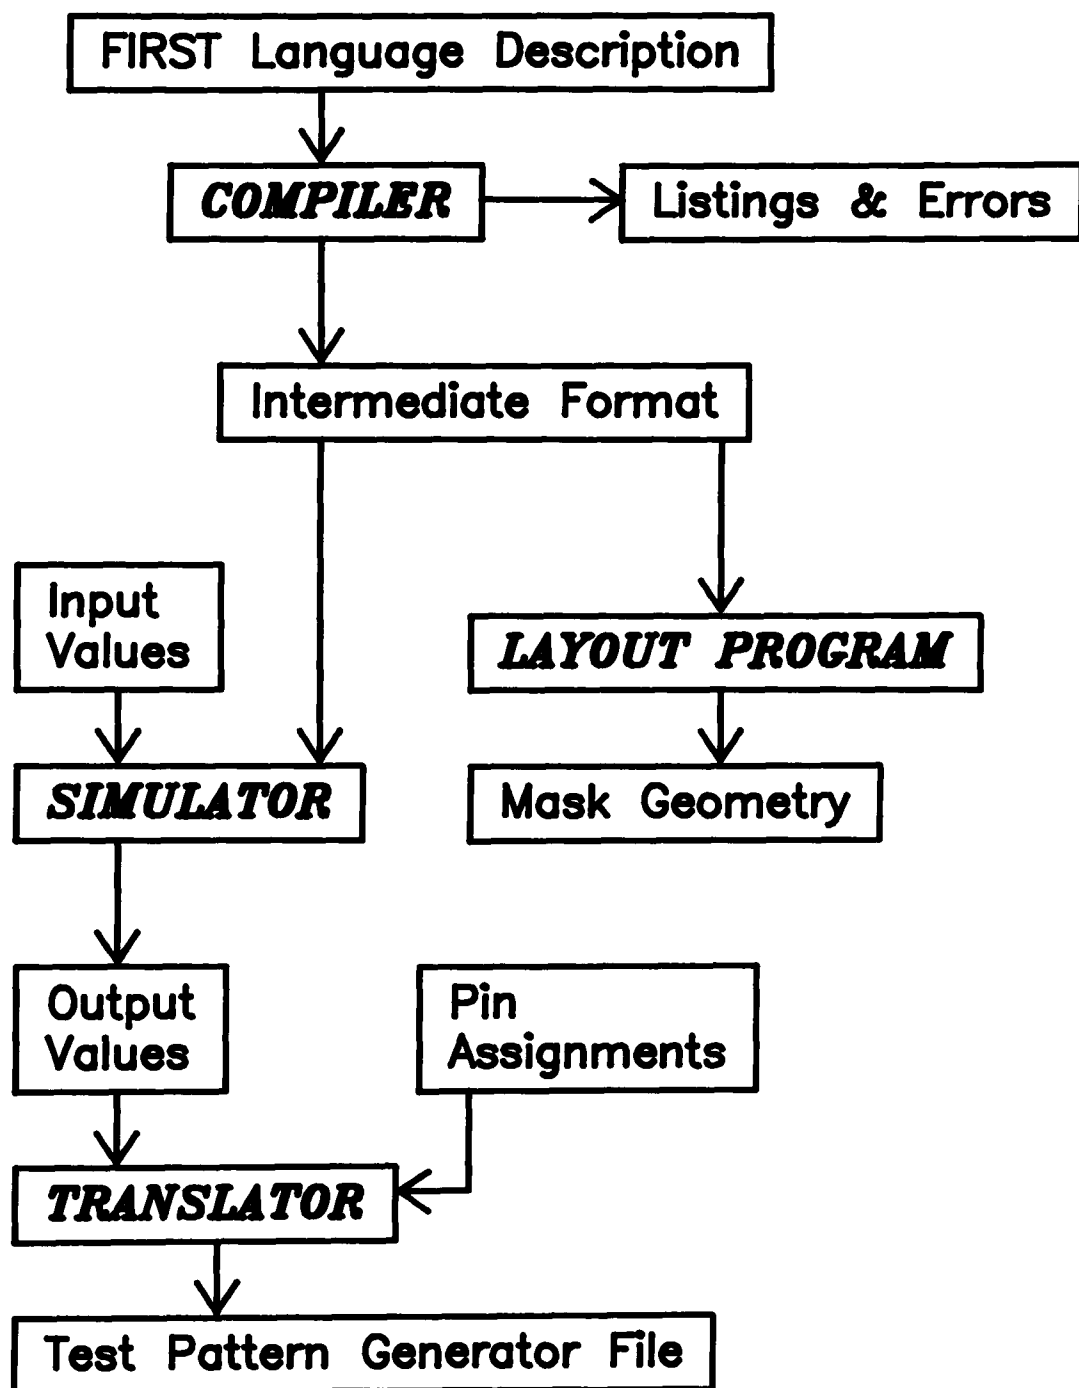 FIRST Language Description
COMPILER
Listings & Errors
Intermediate Format
Input
Values
LAYOUT PROGRAM
SIMULATOR
Mask Geometry
Output
Values
Pin
Assignments
TRANSLATOR
Test Pattern Generator File